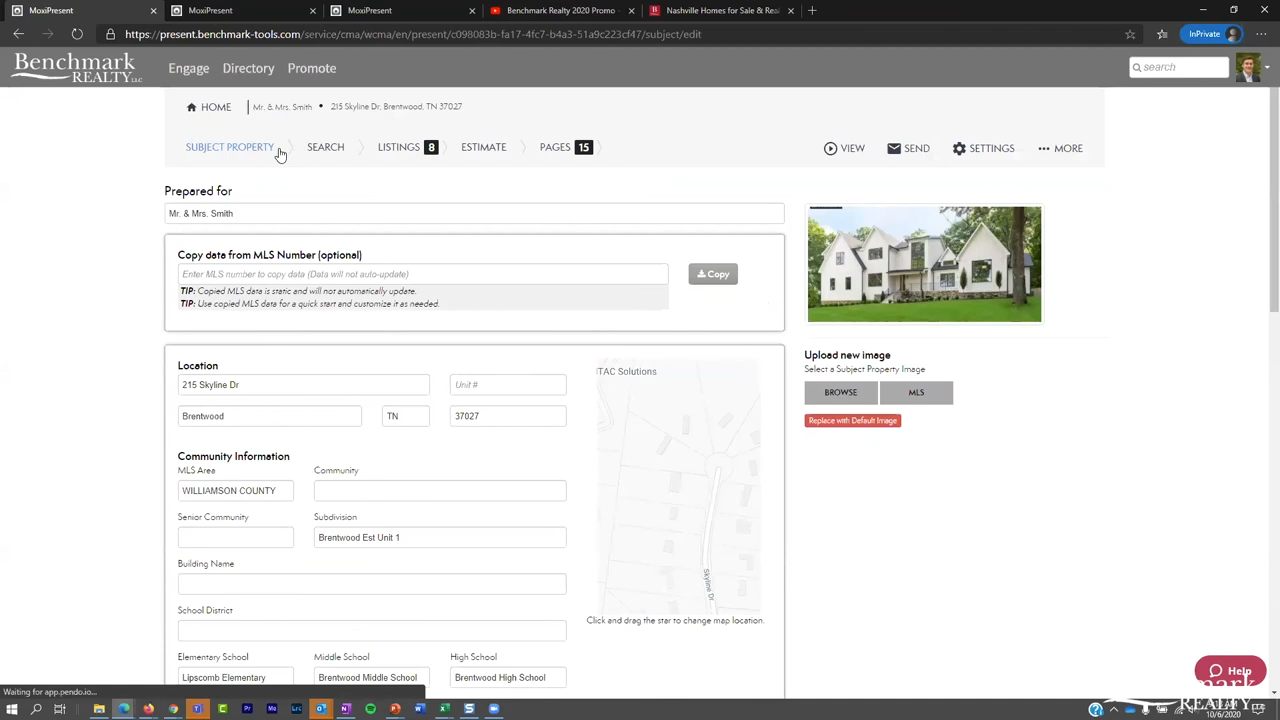 MoxiPresent
MoxiPresent
MoxiPresent
Benchmark Realty 2020 Promo -
Nashville Homes for Sale & Real
https://present.benchmark-tools.com/service/cma/wcma/en/present/c098083b-fa17-4fc7-b4a3-51a9c223cf47/subject/edit
InPrivate
Benchmark
REALTY, LLC
Engage
Directory
Promote
search
HOME
Mr. & Mrs. Smith • 215 Skyline Dr, Brentwood, TN 37027
SUBJECT PROPERTY
SEARCH
LISTINGS 8
ESTIMATE
PAGES 15
VIEW
SEND
SETTINGS
MORE
Prepared for
Mr. & Mrs. Smith
Copy data from MLS Number (optional)
Enter MLS number to copy data (Data will not auto-update)
Copy
TIP: Copied MLS data is static and will not automatically update.
TIP: Use copied MLS data for a quick start and customize it as needed.
Upload new image
Select a Subject Property Image
BROWSE
MLS
Replace with Default Image
Location
215 Skyline Dr
Unit #
Brentwood
TN
37027
ITAC Solutions
Skyline Dr
Click and drag the star to change map location.
Community Information
MLS Area
Community
WILLIAMSON COUNTY
Senior Community
Subdivision
Brentwood Est Unit 1
Building Name
School District
Elementary School
Middle School
High School
Lipscomb Elementary
Brentwood Middle School
Brentwood High School
Help
Waiting for app.pendo.io...
Benchmark
REALTY
10/6/2020